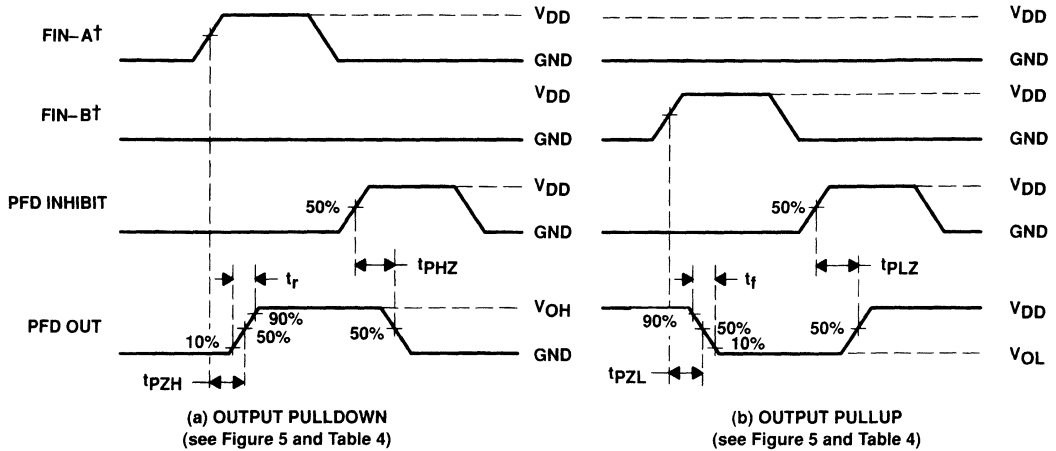 FIN–A†
VDD
GND
FIN–B†
VDD
GND
PFD INHIBIT
50%
VDD
GND
tPHZ
tr
PFD OUT
10%
90%
50%
50%
VOH
GND
tPZH
(a) OUTPUT PULLDOWN
(see Figure 5 and Table 4)
VDD
GND
VDD
GND
50%
VDD
GND
tPLZ
tf
90%
50%
10%
50%
VDD
VOL
tPZL
(b) OUTPUT PULLUP
(see Figure 5 and Table 4)